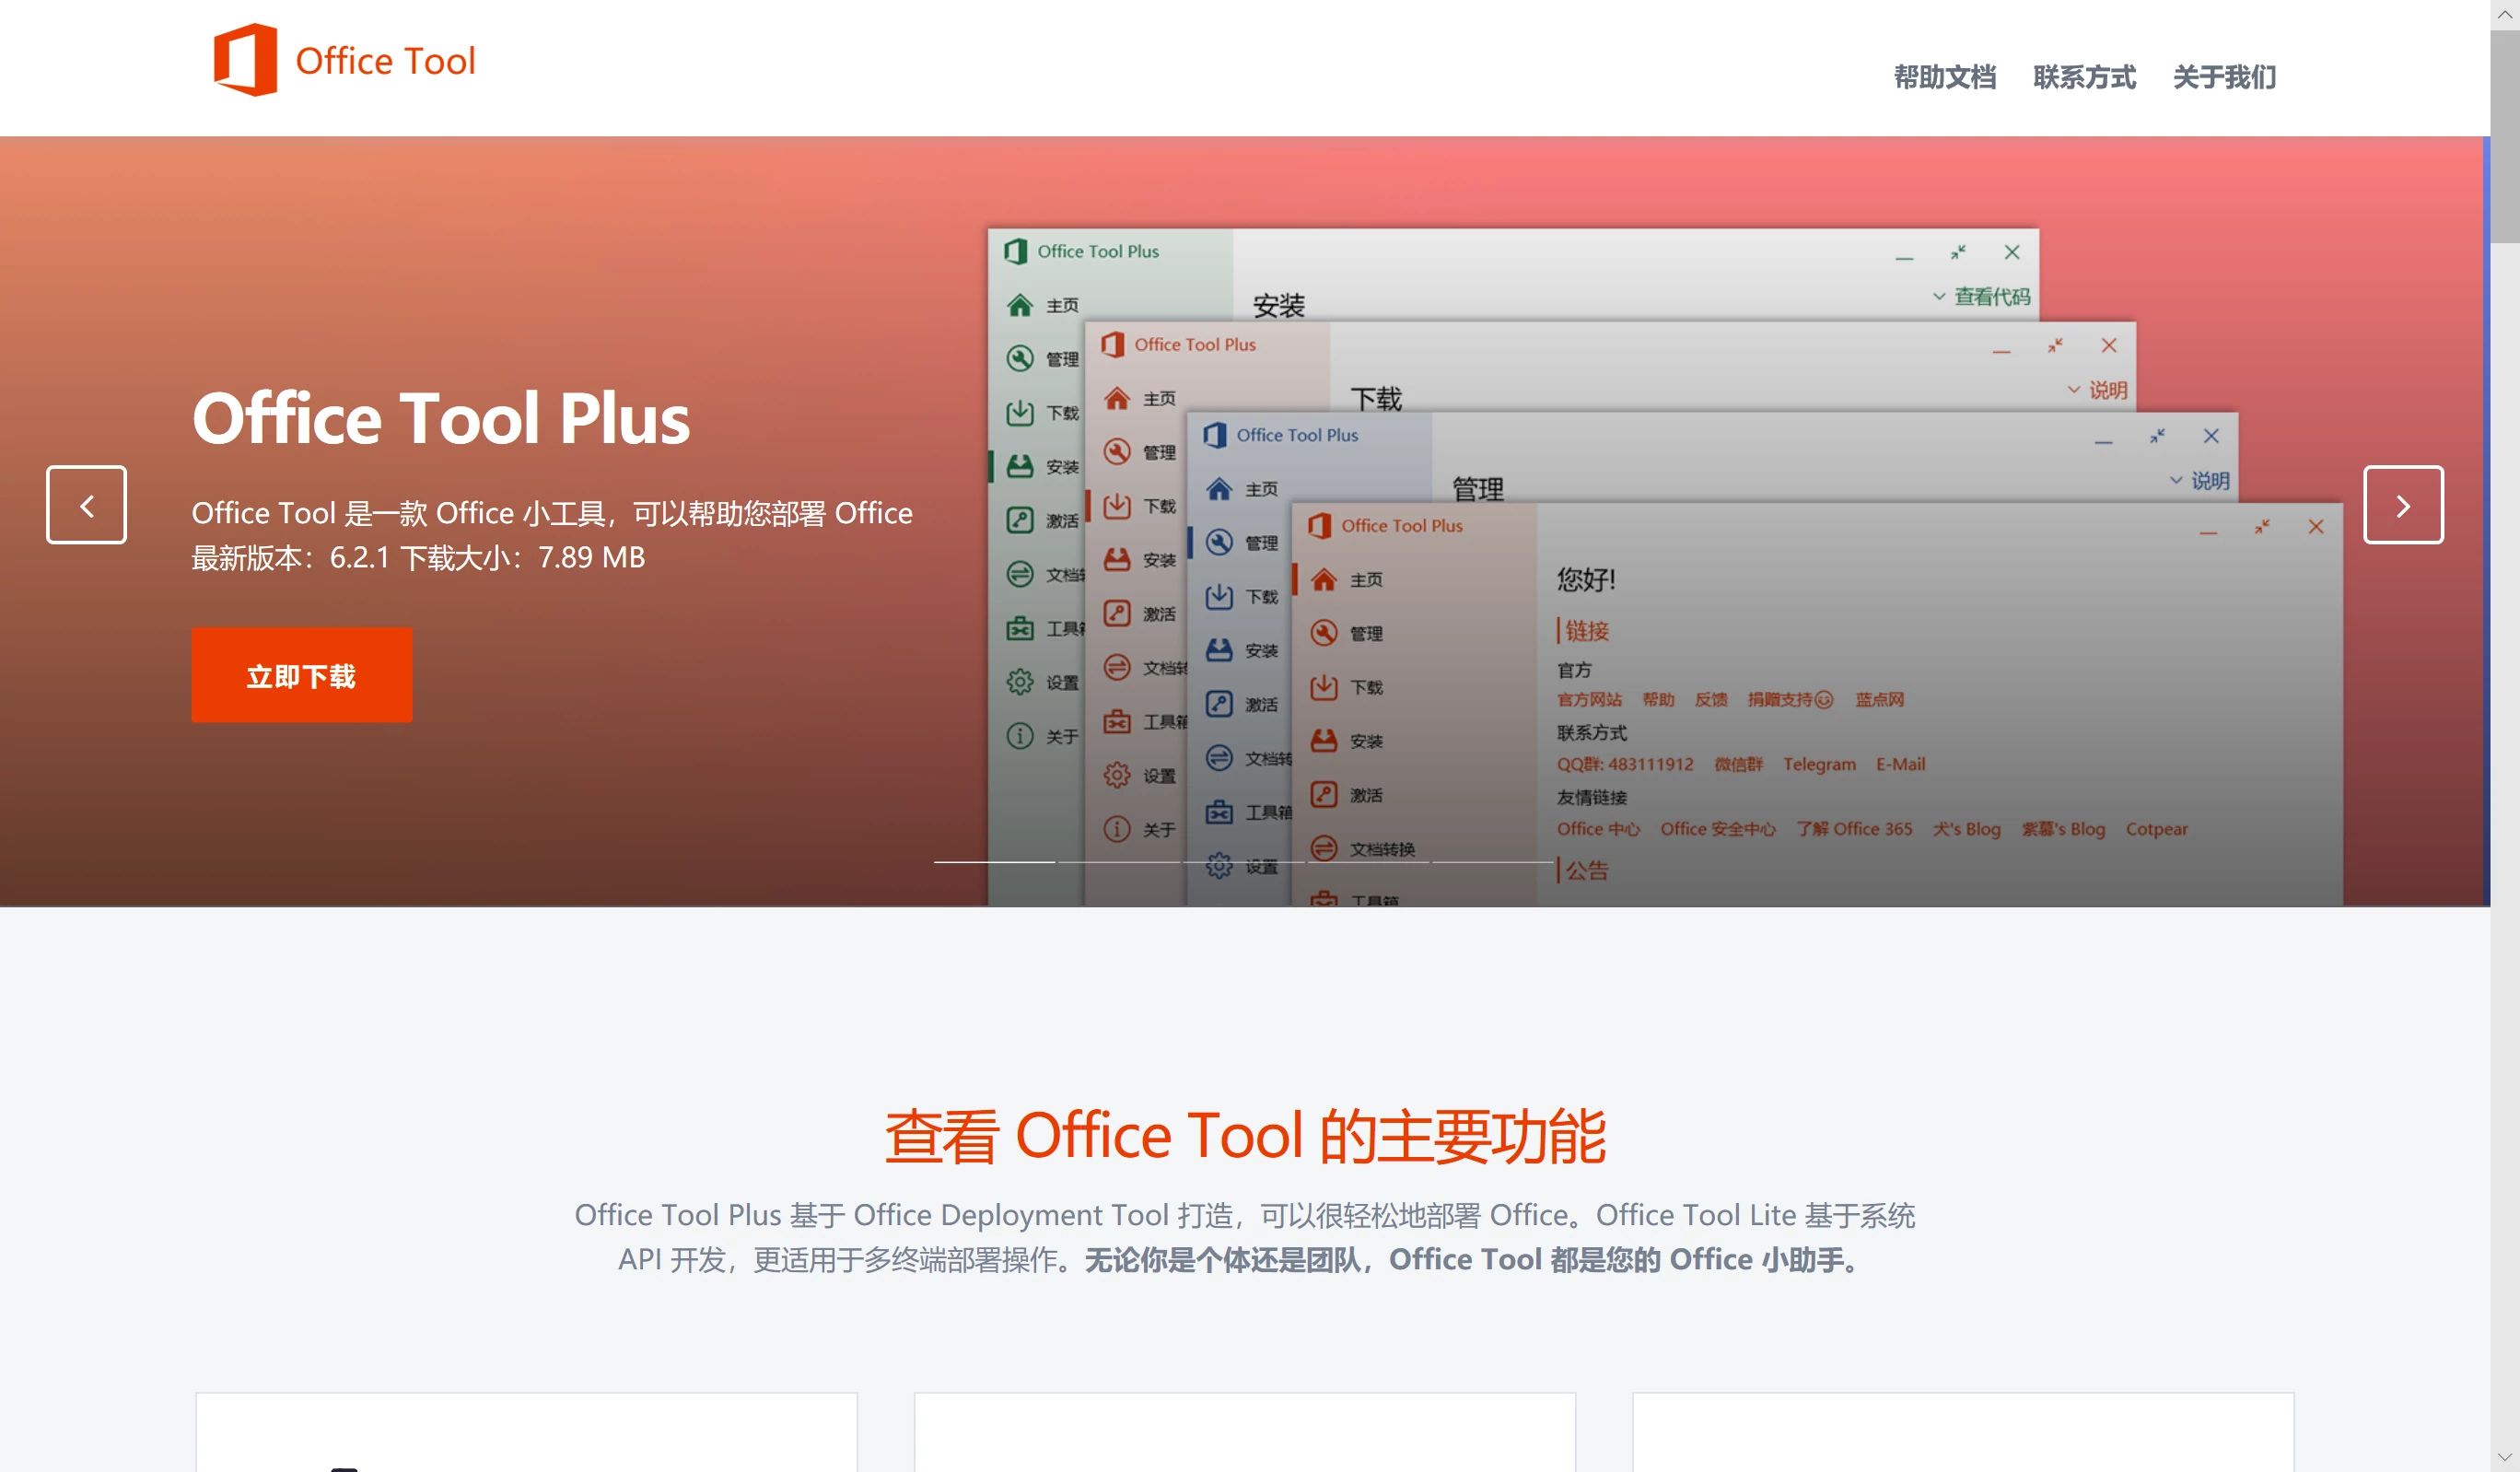 Office Tool
帮助文档 联系方式 关于我们
Office Tool Plus
Office Tool 是一款 Office 小工具，可以帮助您部署 Office
最新版本：6.2.1 下载大小：7.89 MB
立即下载
Office Tool Plus
安装
查看代码
主页
管理
下载
安装
激活
文档转
工具箱
设置
关于
Office Tool Plus
下载
说明
主页
管理
下载
安装
激活
文档转
工具箱
设置
关于
Office Tool Plus
管理
说明
主页
管理
下载
安装
激活
文档转
工具箱
设置
Office Tool Plus
主页
管理
下载
安装
激活
文档转换
工具箱
您好!
链接
官方
官方网站 帮助 反馈 捐赠支持 蓝点网
联系方式
QQ群: 483111912 微信群 Telegram E-Mail
友情链接
Office 中心 Office 安全中心 了解 Office 365 犬's Blog 紫慕's Blog Cotpear
公告
查看 Office Tool 的主要功能
Office Tool Plus 基于 Office Deployment Tool 打造，可以很轻松地部署 Office。Office Tool Lite 基于系统
API 开发，更适用于多终端部署操作。无论你是个体还是团队，Office Tool 都是您的 Office 小助手。